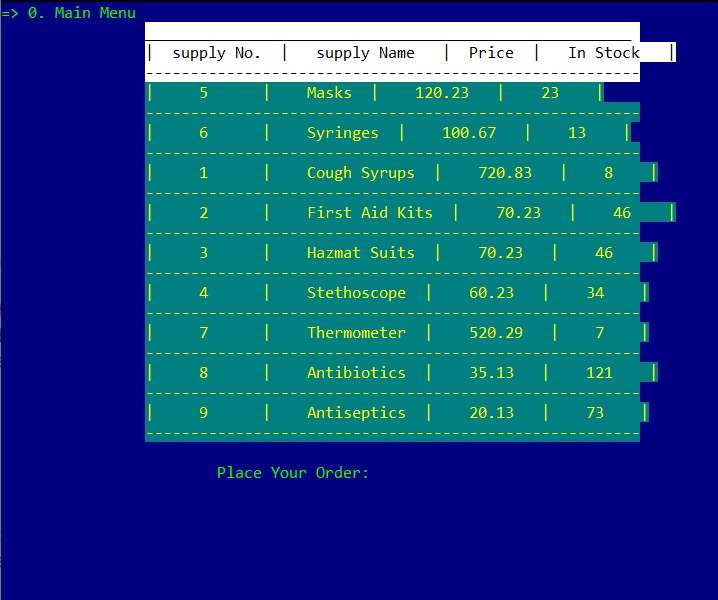 => 0. Main Menu
| supply No. | supply Name | Price | In Stock |
| 5 | Masks | 120.23 | 23 |
| 6 | Syringes | 100.67 | 13 |
| 1 | Cough Syrups | 720.83 | 8 |
| 2 | First Aid Kits | 70.23 | 46 |
| 3 | Hazmat Suits | 70.23 | 46 |
| 4 | Stethoscope | 60.23 | 34 |
| 7 | Thermometer | 520.29 | 7 |
| 8 | Antibiotics | 35.13 | 121 |
| 9 | Antiseptics | 20.13 | 73 |
Place Your Order: